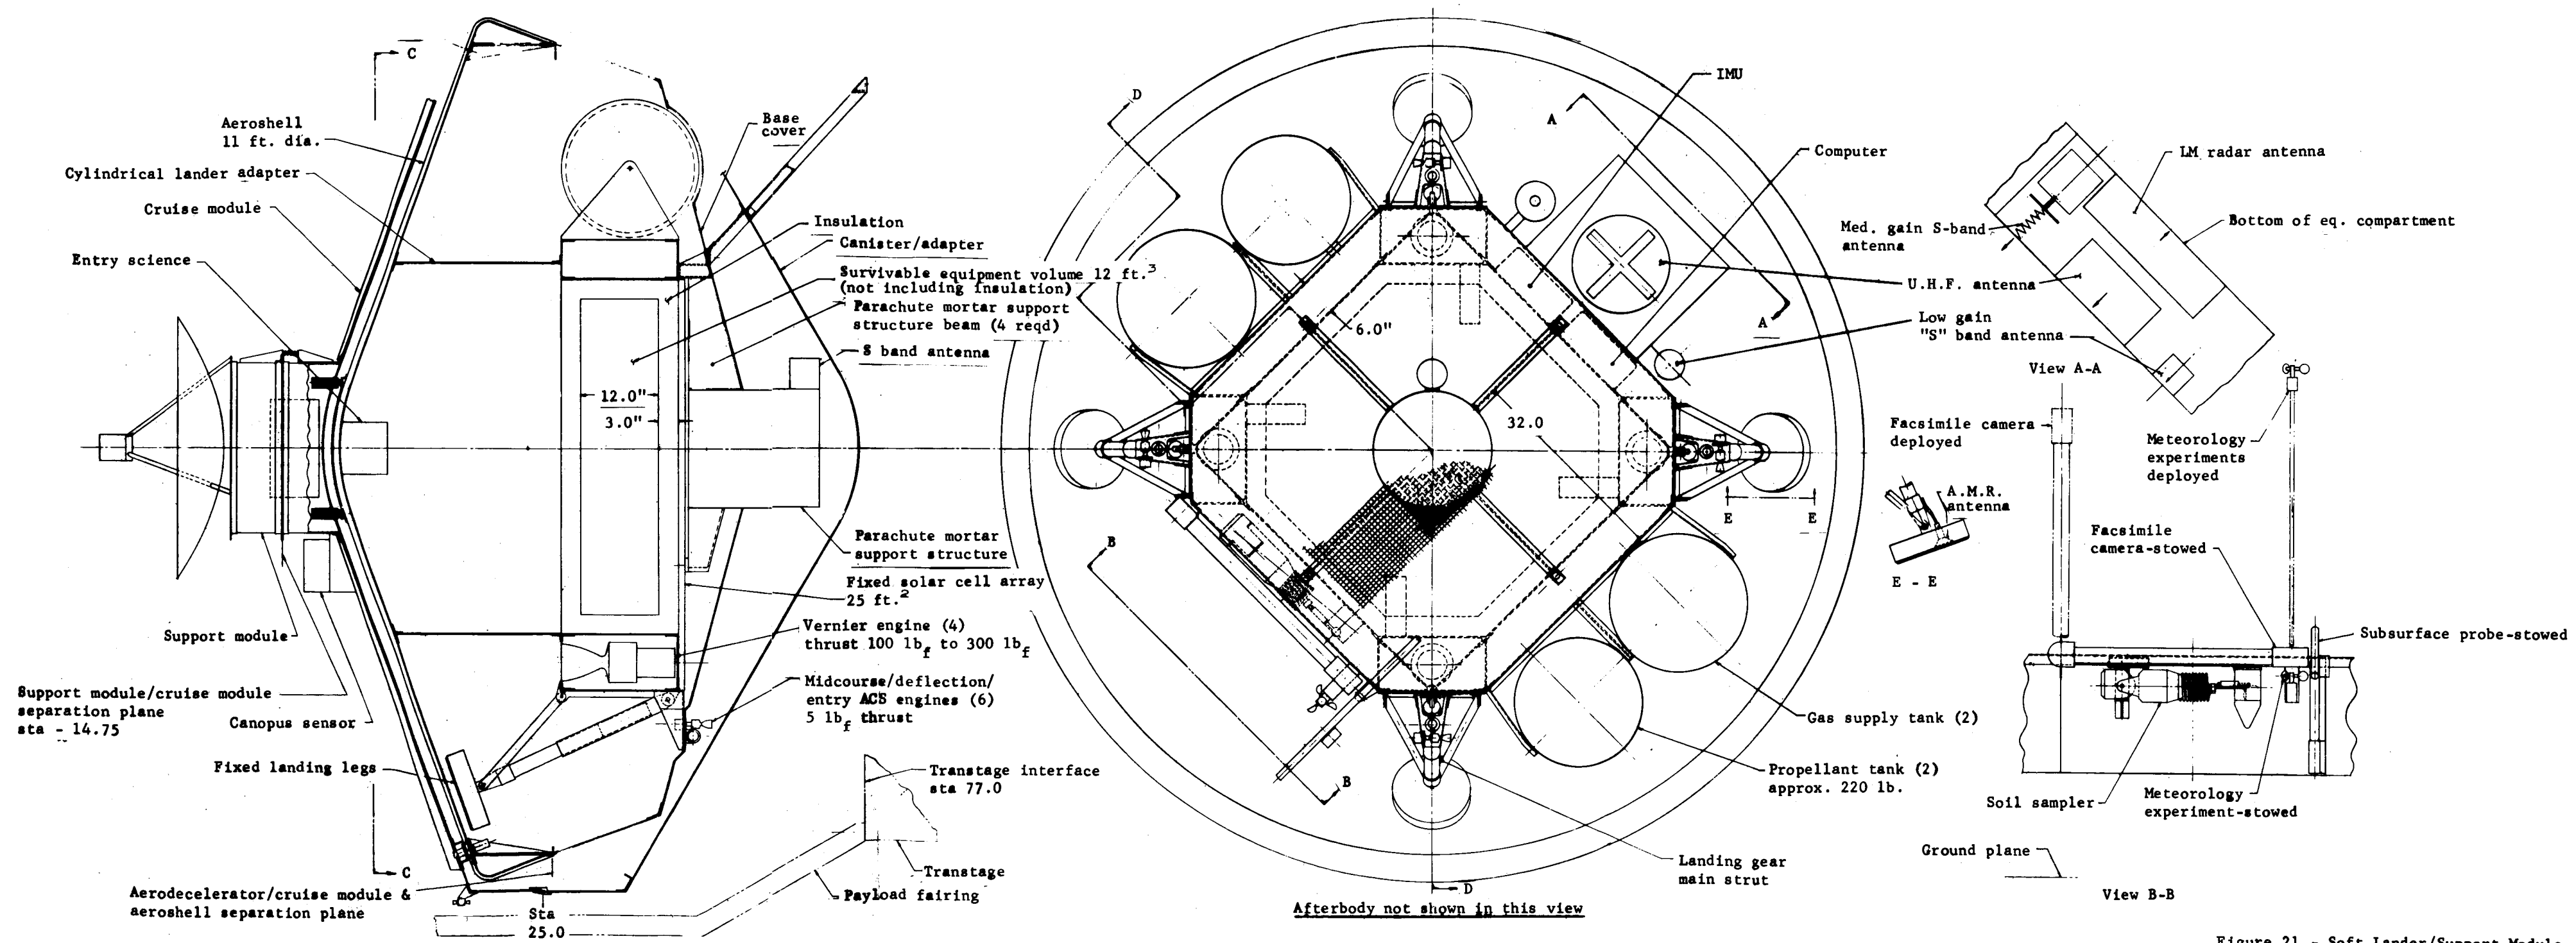 C
Aeroshell
11 ft. dia.
Cylindrical lander adapter
Cruise module
Entry science
Base
cover
Insulation
Canister/adapter
Survivable equipment volume 12 ft.3
(not including insulation)
Parachute mortar support
structure beam (4 reqd)
S band antenna
12.0"
3.0"
Parachute mortar
support structure
Fixed solar cell array
25 ft.2
Vernier engine (4)
thrust 100 lbf to 300 lbf
Midcourse/deflection/
entry ACS engines (6)
5 lbf thrust
Support module
Support module/cruise module
separation plane
sta - 14.75
Canopus sensor
Fixed landing legs
C
Aerodecelerator/cruise module &
aeroshell separation plane
Sta
25.0
Transtage interface
sta 77.0
Transtage
Payload fairing
D
A
IMU
Computer
U.H.F. antenna
A
Low gain
"S" band antenna
6.0"
32.0
E
E
B
B
Gas supply tank (2)
Propellant tank (2)
approx. 220 lb.
Landing gear
main strut
D
Afterbody not shown in this view
LM radar antenna
Bottom of eq. compartment
Med. gain S-band
antenna
View A-A
Facsimile camera
deployed
Meteorology
experiments
deployed
A.M.R.
antenna
E - E
Facsimile
camera-stowed
Subsurface probe-stowed
Soil sampler
Meteorology
experiment-stowed
Ground plane
View B-B
Figure 21 - Soft Lander/Support Module